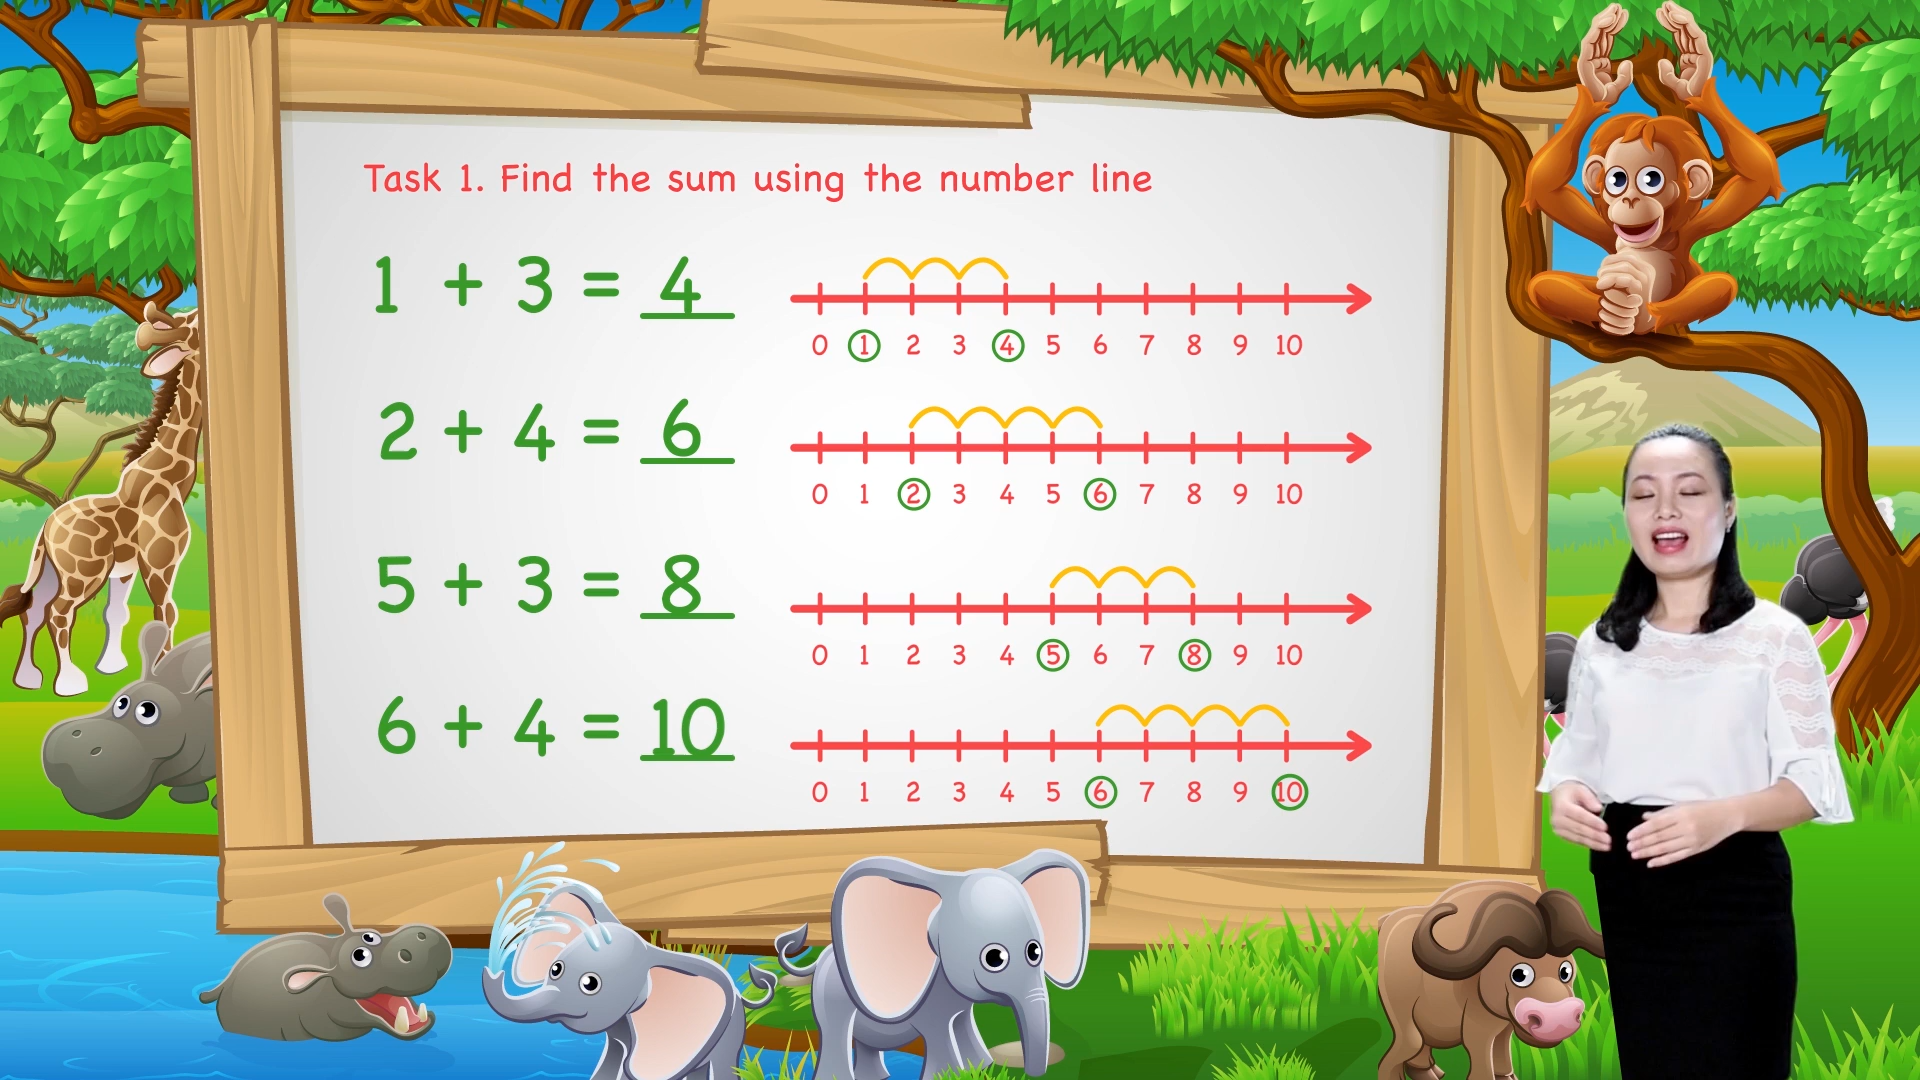 Task 1. Find the sum using the number line
1 + 3 = 4
0 1 2 3 4 5 6 7 8 9 10
2 + 4 = 6
0 1 2 3 4 5 6 7 8 9 10
5 + 3 = 8
0 1 2 3 4 5 6 7 8 9 10
6 + 4 = 10
0 1 2 3 4 5 6 7 8 9 10